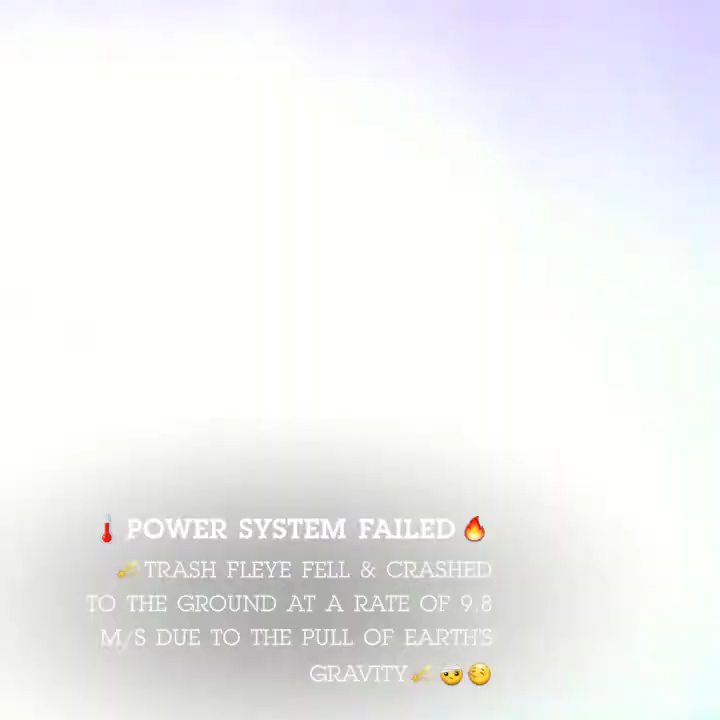 🌡️ POWER SYSTEM FAILED 🔥
☄️ TRASH FLEYE FELL & CRASHED
TO THE GROUND AT A RATE OF 9.8
M/S DUE TO THE PULL OF EARTH'S
GRAVITY☄️ 🤕🤒